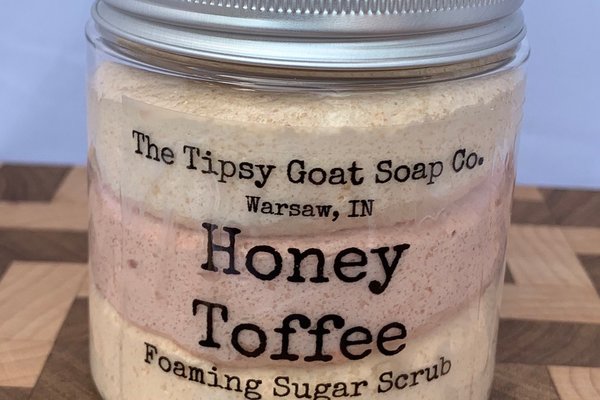 The Tipsy Goat Soap Co.
Warsaw, IN
Honey
Toffee
Foaming Sugar Scrub